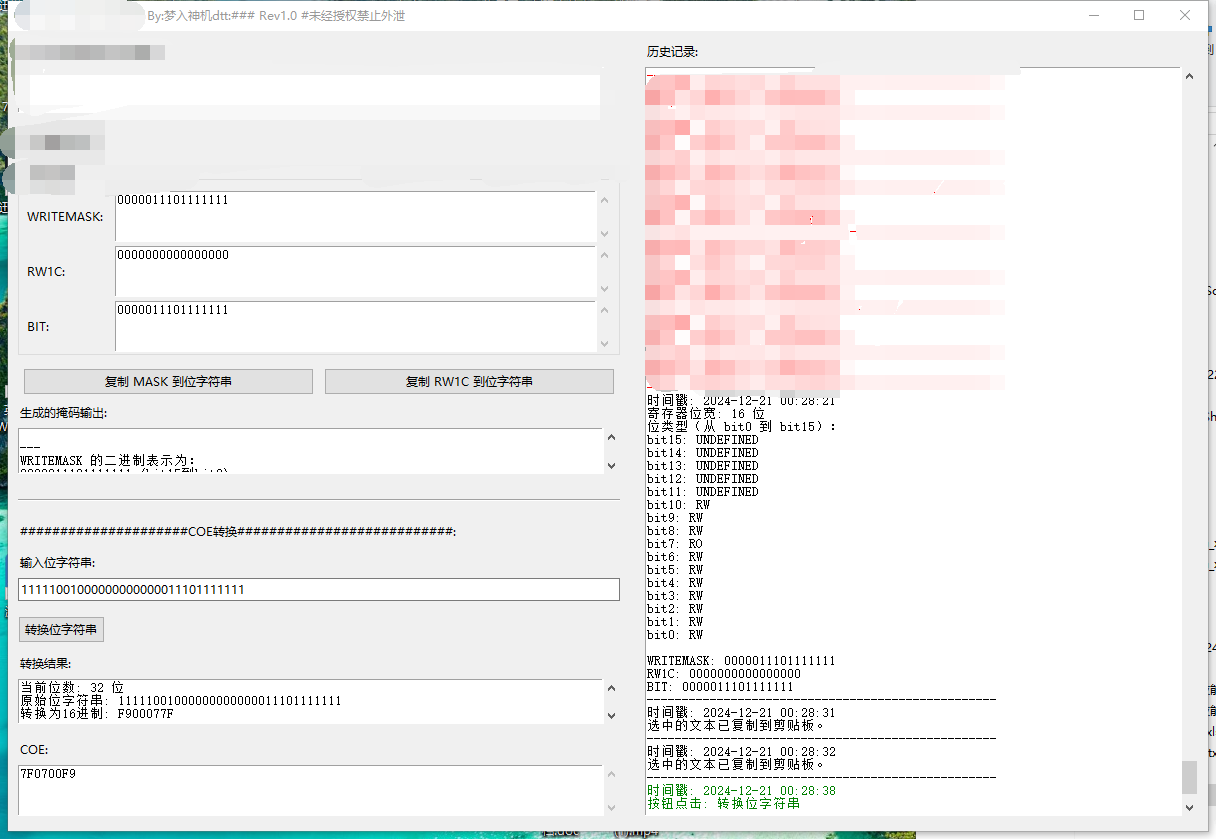 By:梦入神机dtt:### Rev1.0 #未经授权禁止外泄
WRITEMASK:
0000011101111111
RW1C:
0000000000000000
BIT:
0000011101111111
复制 MASK 到位字符串
复制 RW1C 到位字符串
生成的掩码输出:
---
WRITEMASK 的二进制表示为:
0000011101111111 (bit15到bit0)
#####################COE转换###########################:
输入位字符串:
11111001000000000000011101111111
转换位字符串
转换结果:
当前位数: 32 位
原始位字符串: 11111001000000000000011101111111
转换为16进制: F900077F
COE:
7F0700F9
历史记录:
时间戳: 2024-12-21 00:28:21
寄存器位宽: 16 位
位类型（从 bit0 到 bit15）:
bit15: UNDEFINED
bit14: UNDEFINED
bit13: UNDEFINED
bit12: UNDEFINED
bit11: UNDEFINED
bit10: RW
bit9: RW
bit8: RW
bit7: RO
bit6: RW
bit5: RW
bit4: RW
bit3: RW
bit2: RW
bit1: RW
bit0: RW
WRITEMASK: 0000011101111111
RW1C: 0000000000000000
BIT: 0000011101111111
--------------------------------------------------
时间戳: 2024-12-21 00:28:31
选中的文本已复制到剪贴板。
--------------------------------------------------
时间戳: 2024-12-21 00:28:32
选中的文本已复制到剪贴板。
--------------------------------------------------
时间戳: 2024-12-21 00:28:38
按钮点击: 转换位字符串